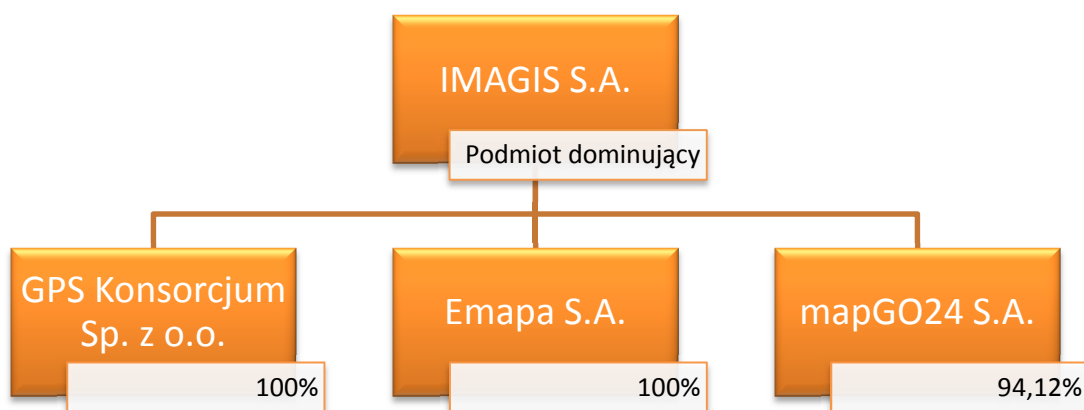 IMAGIS S.A.
Podmiot dominujący
GPS Konsorcjum
Sp. z o.o.
100%
Emapa S.A.
100%
mapGO24 S.A.
94,12%